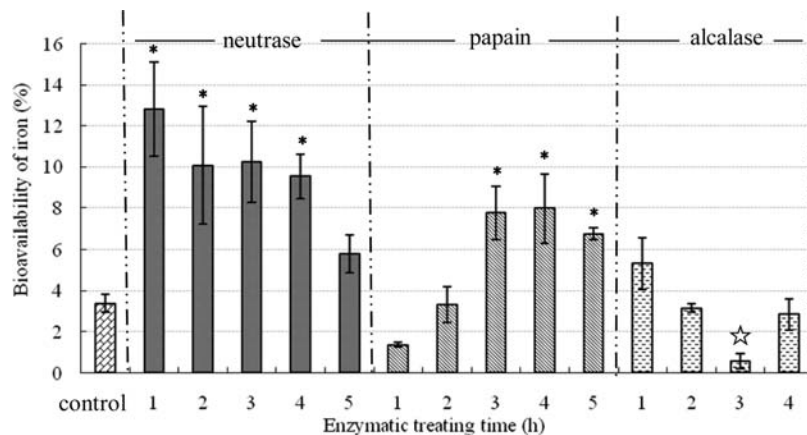 neutrase papain alcalase
Bioavailability of iron (%)
16
14
12
10
8
6
4
2
0
* * * * * * *
control 1 2 3 4 5 1 2 3 4 5 1 2 3 4
Enzymatic treating time (h)